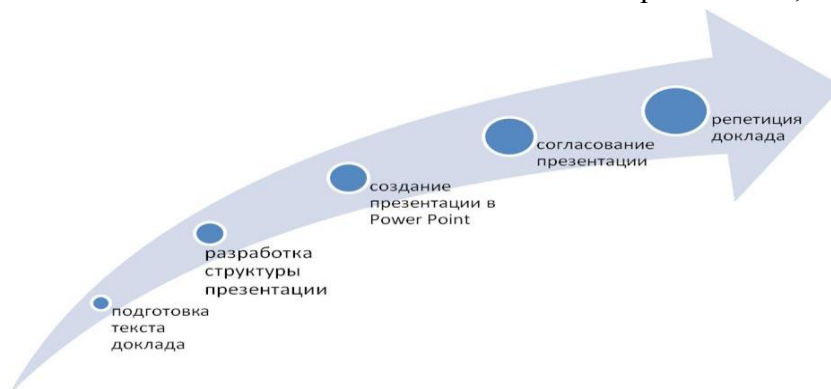 подготовка
текста
доклада
разработка
структуры
презентации
создание
презентации в
Power Point
согласование
презентации
репетиция
доклада